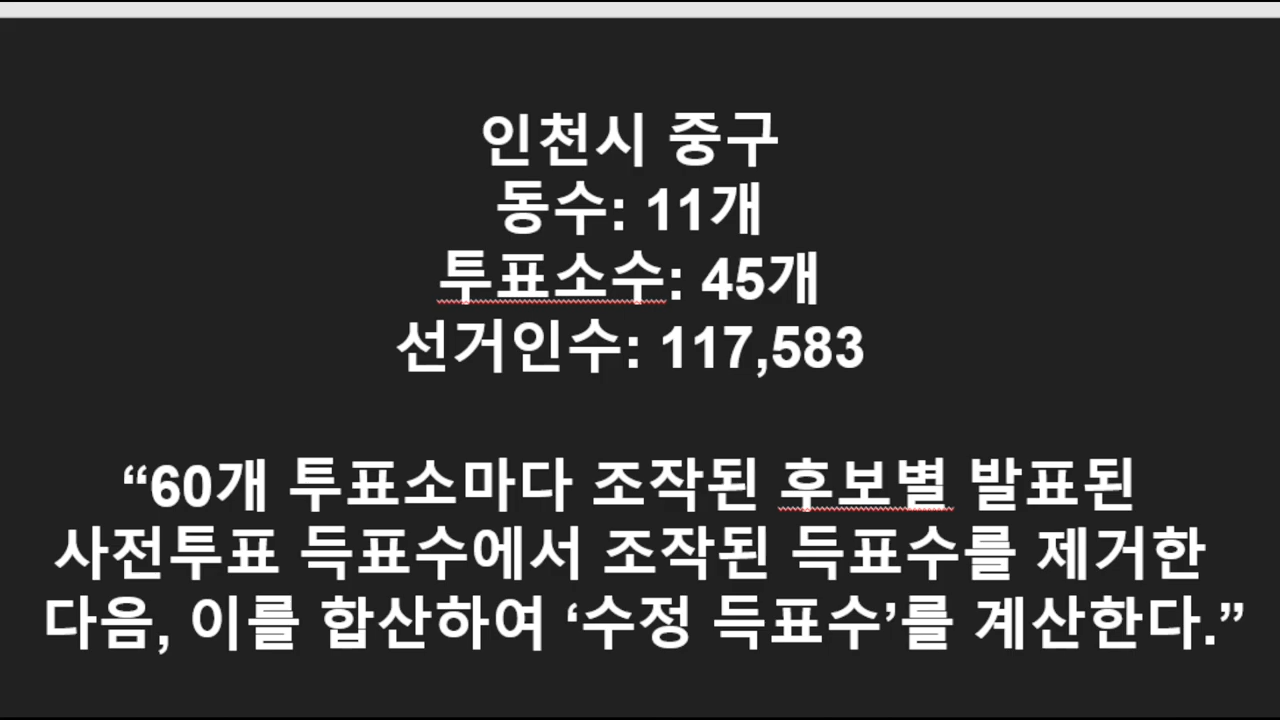 인천시 중구
동수: 11개
투표소수: 45개
선거인수: 117,583
“60개 투표소마다 조작된 후보별 발표된
사전투표 득표수에서 조작된 득표수를 제거한
다음, 이를 합산하여 ‘수정 득표수’를 계산한다.”